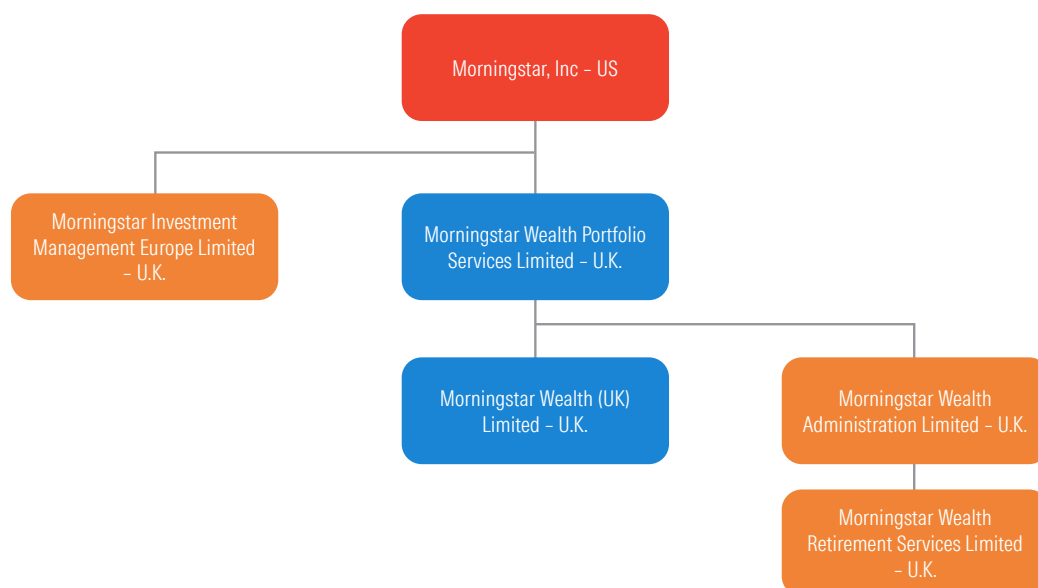 Morningstar, Inc – US
Morningstar Investment
Management Europe Limited
– U.K.
Morningstar Wealth Portfolio
Services Limited – U.K.
Morningstar Wealth (UK)
Limited – U.K.
Morningstar Wealth
Administration Limited – U.K.
Morningstar Wealth
Retirement Services Limited
– U.K.